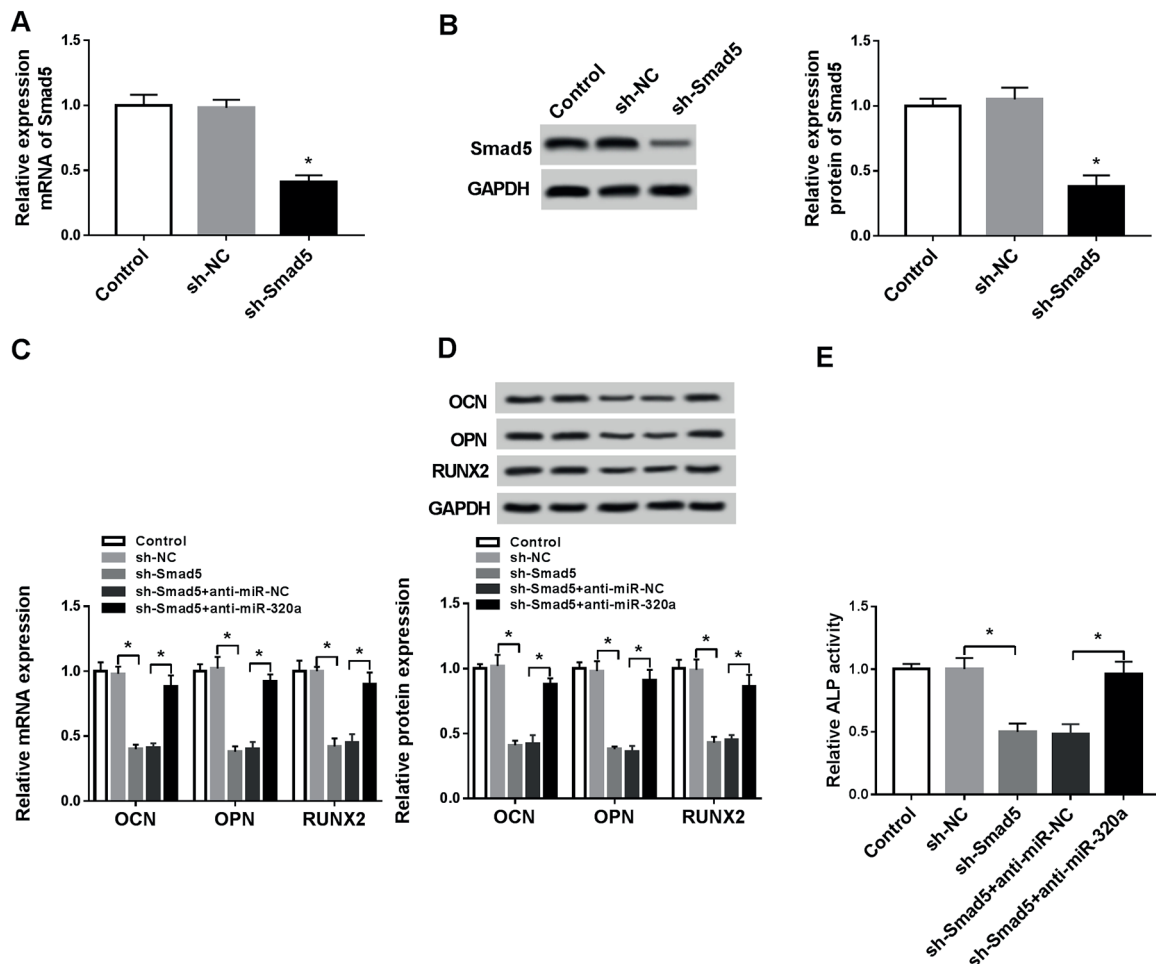 A
Relative expression
mRNA of Smad5
1.5
1.0
0.5
0.0
*
Control
sh-NC
sh-Smad5
B
Control
sh-NC
sh-Smad5
Smad5
GAPDH
Relative expression
protein of Smad5
1.5
1.0
0.5
0.0
*
Control
sh-NC
sh-Smad5
C
Control
sh-NC
sh-Smad5
sh-Smad5+anti-miR-NC
sh-Smad5+anti-miR-320a
Relative mRNA expression
1.5
1.0
0.5
0.0
* * * * * *
OCN OPN RUNX2
D
OCN
OPN
RUNX2
GAPDH
Control
sh-NC
sh-Smad5
sh-Smad5+anti-miR-NC
sh-Smad5+anti-miR-320a
Relative protein expression
1.5
1.0
0.5
0.0
* * * * * *
OCN OPN RUNX2
E
Relative ALP activity
1.5
1.0
0.5
0.0
* *
Control
sh-NC
sh-Smad5
sh-Smad5+anti-miR-NC
sh-Smad5+anti-miR-320a